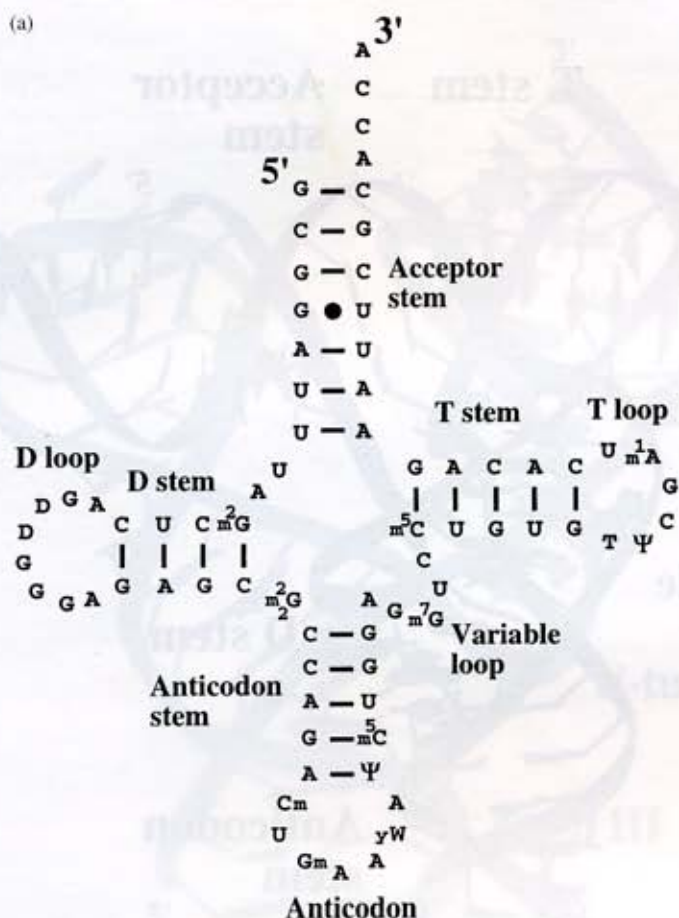 (a)
A 3'
C
C
A
5' G C
C G
G C Acceptor
stem
G U
A U
U A
U A
T stem T loop
D loop
D stem
U
A
G A C A C U m1A
G
C
Ψ
T
m5C U G U G
C
U
m7G
G
Variable
loop
D D G A C U C m2G
G G G A G A G C
m22G A
C G
C G
Anticodon
stem
A U
G m5C
A Ψ
Cm A
U yW
Gm A A
Anticodon